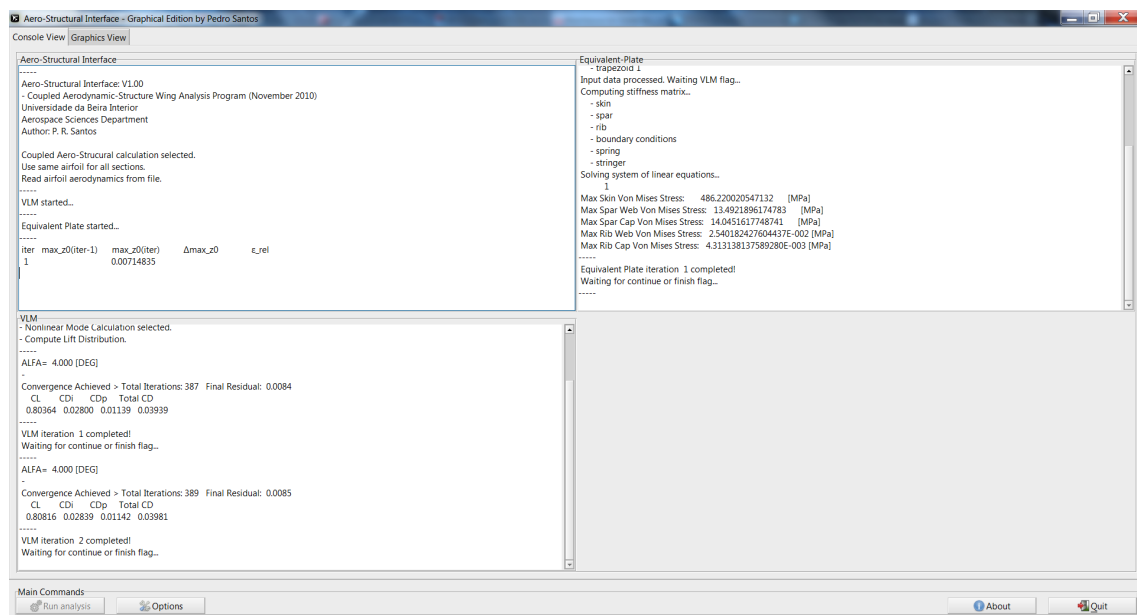 Aero-Structural Interface - Graphical Edition by Pedro Santos
Console View Graphics View
Aero-Structural Interface
-----
Aero-Structural Interface: V1.00
- Coupled Aerodynamic-Structure Wing Analysis Program (November 2010)
Universidade da Beira Interior
Aerospace Sciences Department
Author: P. R. Santos
Coupled Aero-Strucural calculation selected.
Use same airfoil for all sections.
Read airfoil aerodynamics from file.
-----
VLM started...
-----
Equivalent Plate started...
-----
iter max_z0(iter-1) max_z0(iter) Δmax_z0 ε_rel
1 0.00714835
Equivalent-Plate
- trapezoid 1
Input data processed. Waiting VLM flag...
Computing stiffness matrix...
- skin
- spar
- rib
- boundary conditions
- spring
- stringer
Solving system of linear equations...
1
Max Skin Von Mises Stress: 486.220020547132 [MPa]
Max Spar Web Von Mises Stress: 13.4921896174783 [MPa]
Max Spar Cap Von Mises Stress: 14.0451617748741 [MPa]
Max Rib Web Von Mises Stress: 2.540182427604437E-002 [MPa]
Max Rib Cap Von Mises Stress: 4.313138137589280E-003 [MPa]
-----
Equivalent Plate iteration 1 completed!
Waiting for continue or finish flag...
-----
VLM
- Nonlinear Mode Calculation selected.
- Compute Lift Distribution.
-----
ALFA= 4.000 [DEG]
-
Convergence Achieved > Total Iterations: 387 Final Residual: 0.0084
CL CDi CDp Total CD
0.80364 0.02800 0.01139 0.03939
-----
VLM iteration 1 completed!
Waiting for continue or finish flag...
-----
ALFA= 4.000 [DEG]
-
Convergence Achieved > Total Iterations: 389 Final Residual: 0.0085
CL CDi CDp Total CD
0.80816 0.02839 0.01142 0.03981
-----
VLM iteration 2 completed!
Waiting for continue or finish flag...
Main Commands
Run analysis Options About Quit